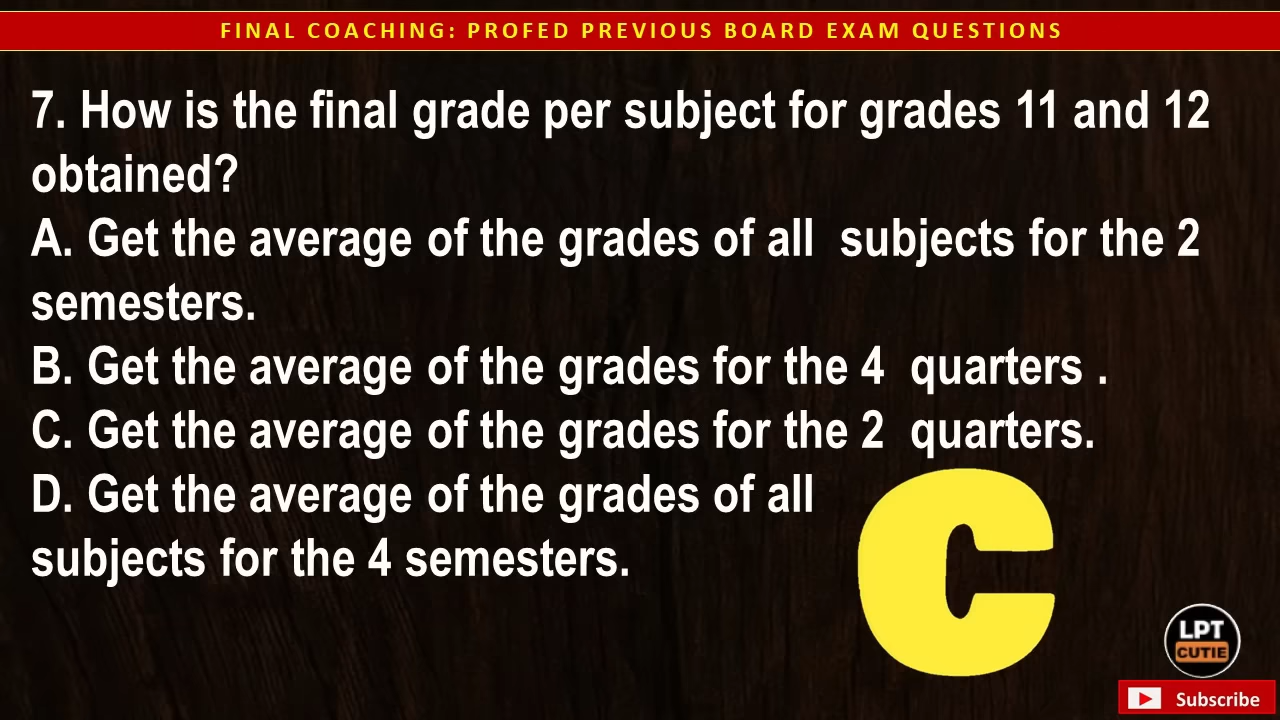 FINAL COACHING: PROFED PREVIOUS BOARD EXAM QUESTIONS
7. How is the final grade per subject for grades 11 and 12
obtained?
A. Get the average of the grades of all  subjects for the 2
semesters.
B. Get the average of the grades for the 4  quarters .
C. Get the average of the grades for the 2  quarters.
D. Get the average of the grades of all
subjects for the 4 semesters.
C
LPT
CUTIE
Subscribe